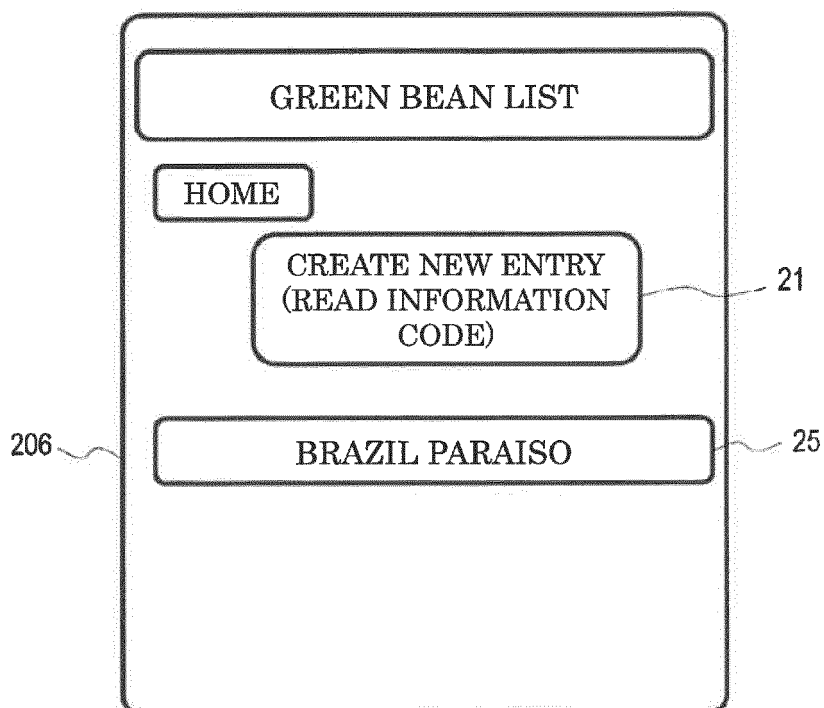 GREEN BEAN LIST
HOME
CREATE NEW ENTRY
(READ INFORMATION
CODE)
21
206
BRAZIL PARAISO
25